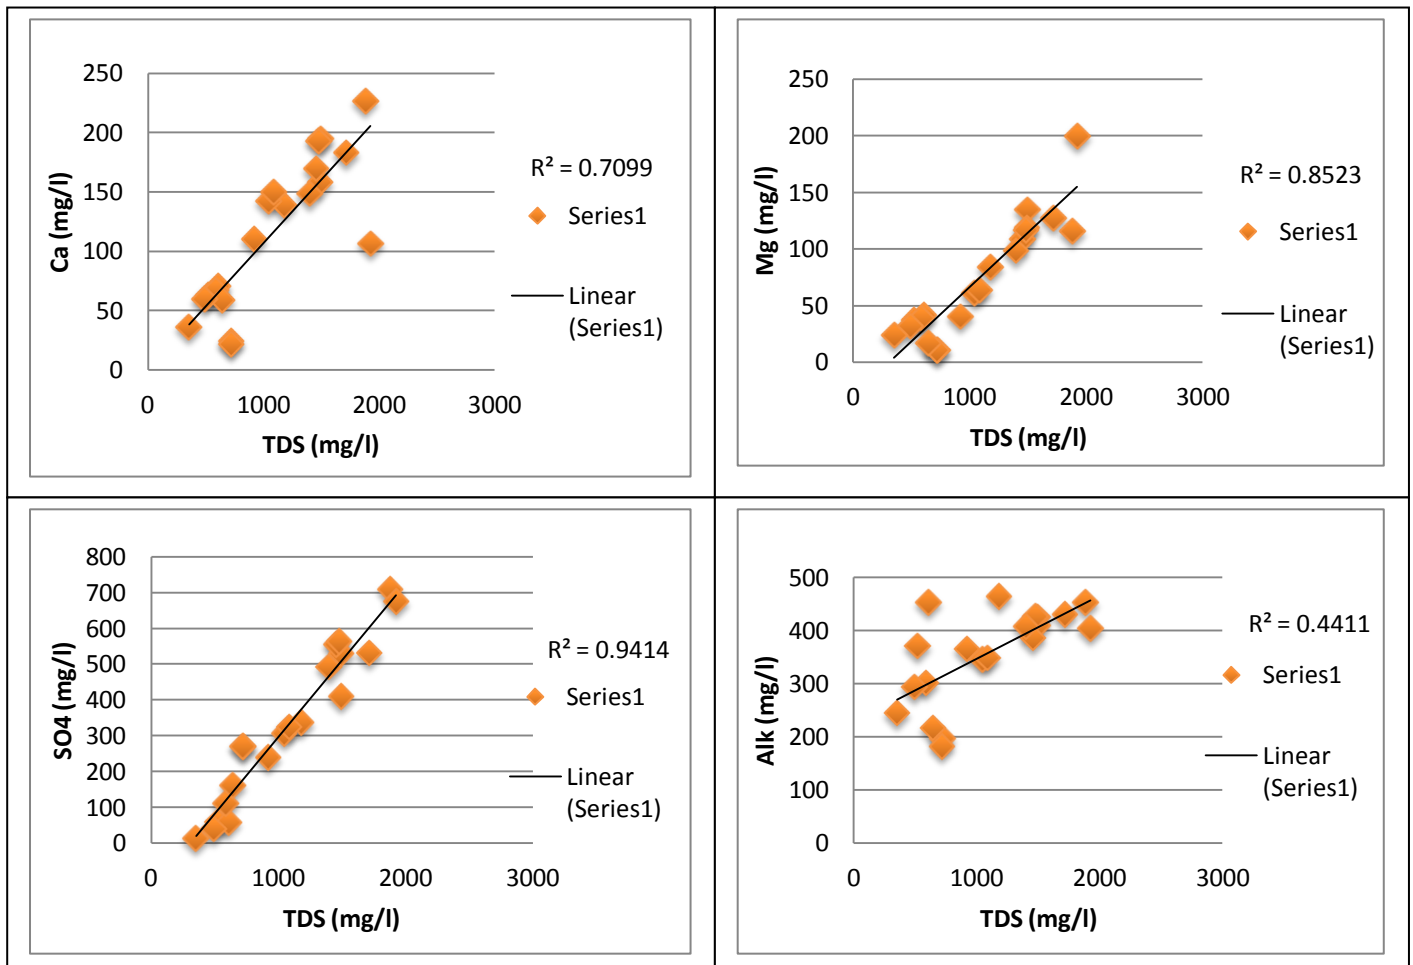 250
200
150
100
50
0
Ca (mg/l)
0 1000 2000 3000
TDS (mg/l)
R² = 0.7099
Series1
Linear
(Series1)
250
200
150
100
50
0
Mg (mg/l)
0 1000 2000 3000
TDS (mg/l)
R² = 0.8523
Series1
Linear
(Series1)
800
700
600
500
400
300
200
100
0
SO4 (mg/l)
0 1000 2000 3000
TDS (mg/l)
R² = 0.9414
Series1
Linear
(Series1)
500
400
300
200
100
0
Alk (mg/l)
0 1000 2000 3000
TDS (mg/l)
R² = 0.4411
Series1
Linear
(Series1)